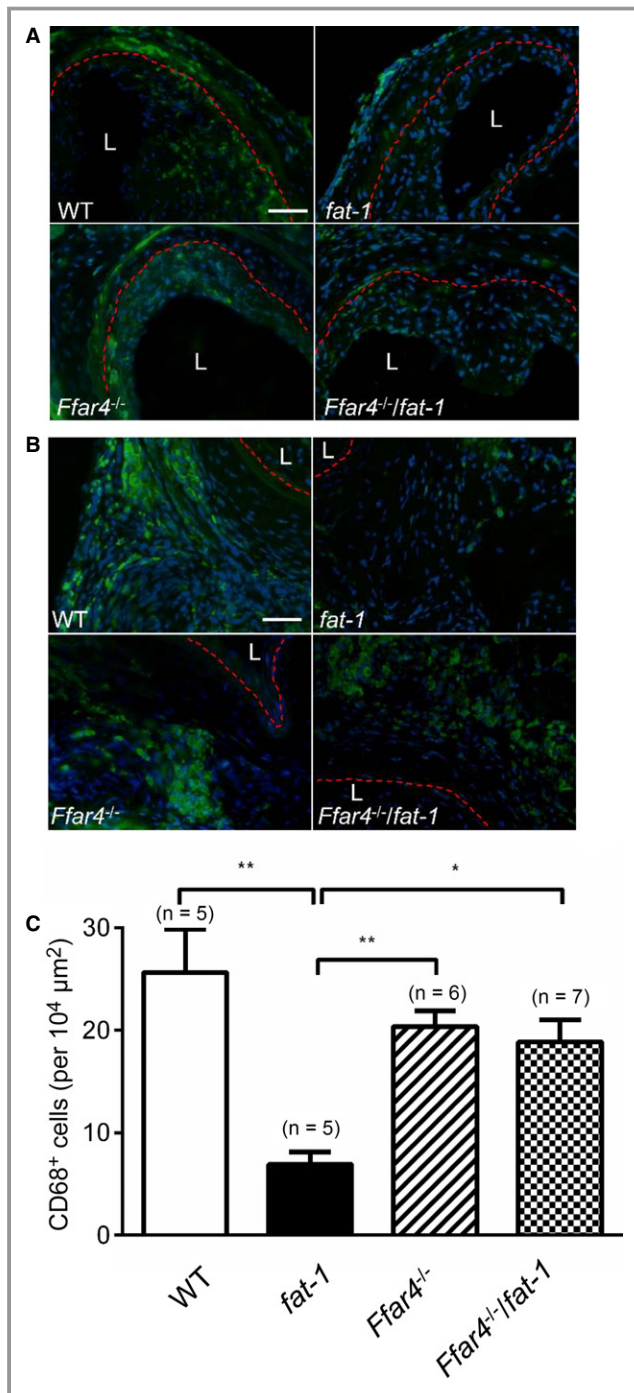 A
L
L
WT
fat-1
L
L
Ffar4-/-
Ffar4-/-/fat-1
B
L
L
WT
fat-1
L
L
Ffar4-/-
Ffar4-/-/fat-1
C
** *
30 (n = 5)
**
(n = 6) (n = 7)
20
(n = 5)
10
0
CD68+ cells (per 10⁴ µm²)
WT
fat-1
Ffar4-/-
Ffar4-/-/fat-1